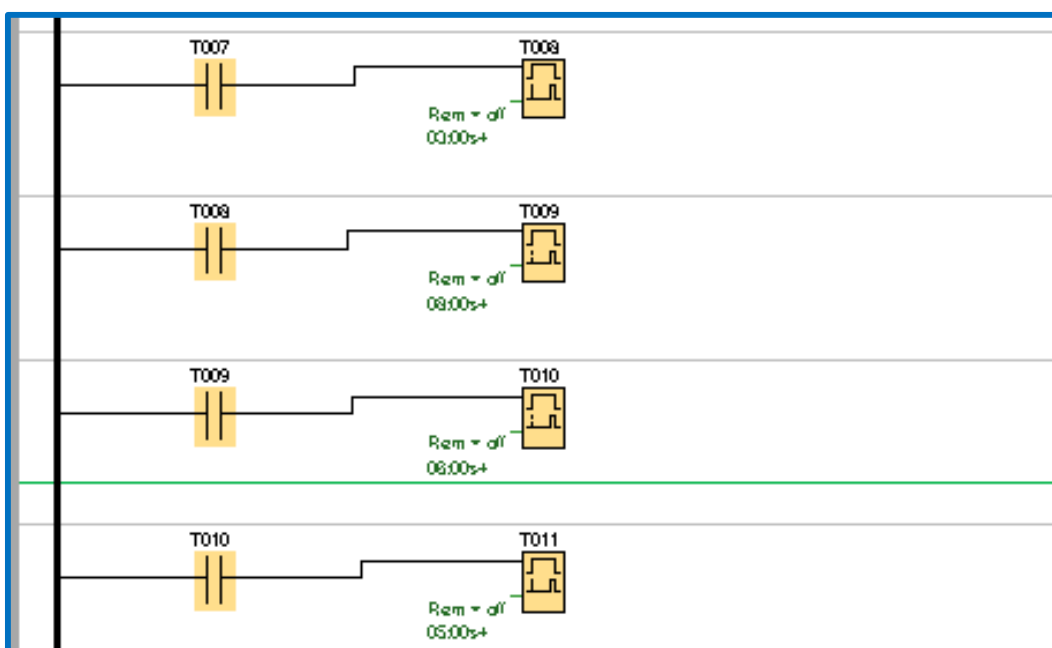 T007 T008
Rem = off
03:00s+
T008 T009
Rem = off
08:00s+
T009 T010
Rem = off
06:00s+
T010 T011
Rem = off
05:00s+